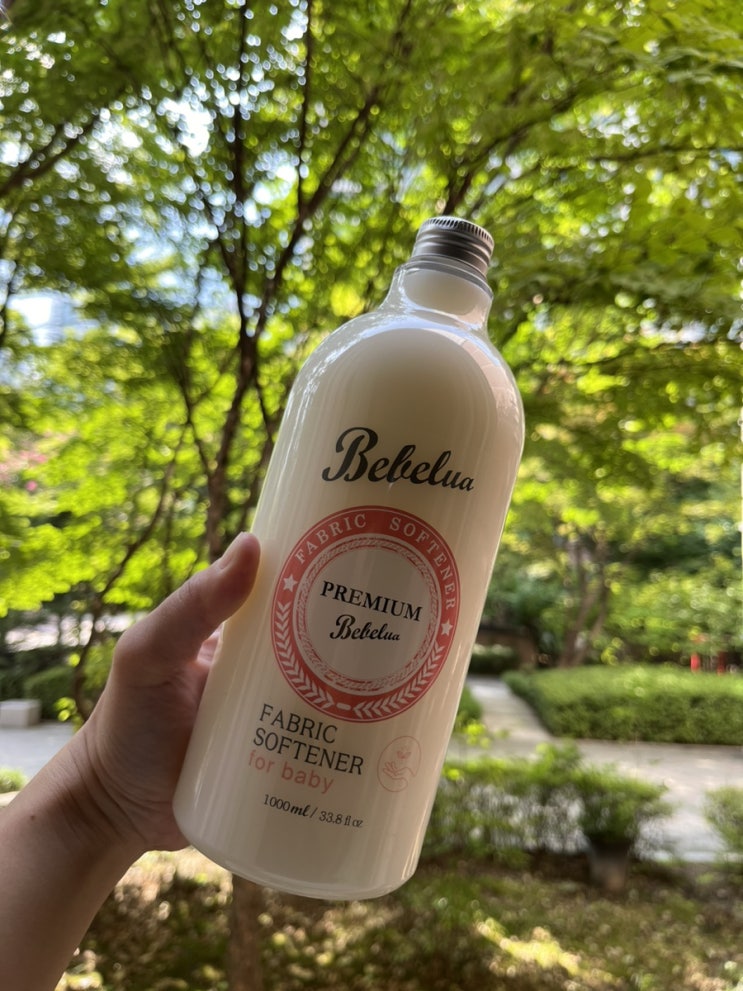 Bebelua
FABRIC SOFTENER
PREMIUM
Bebelua
FABRIC
SOFTENER
for baby
1000ml / 33.8 fl oz